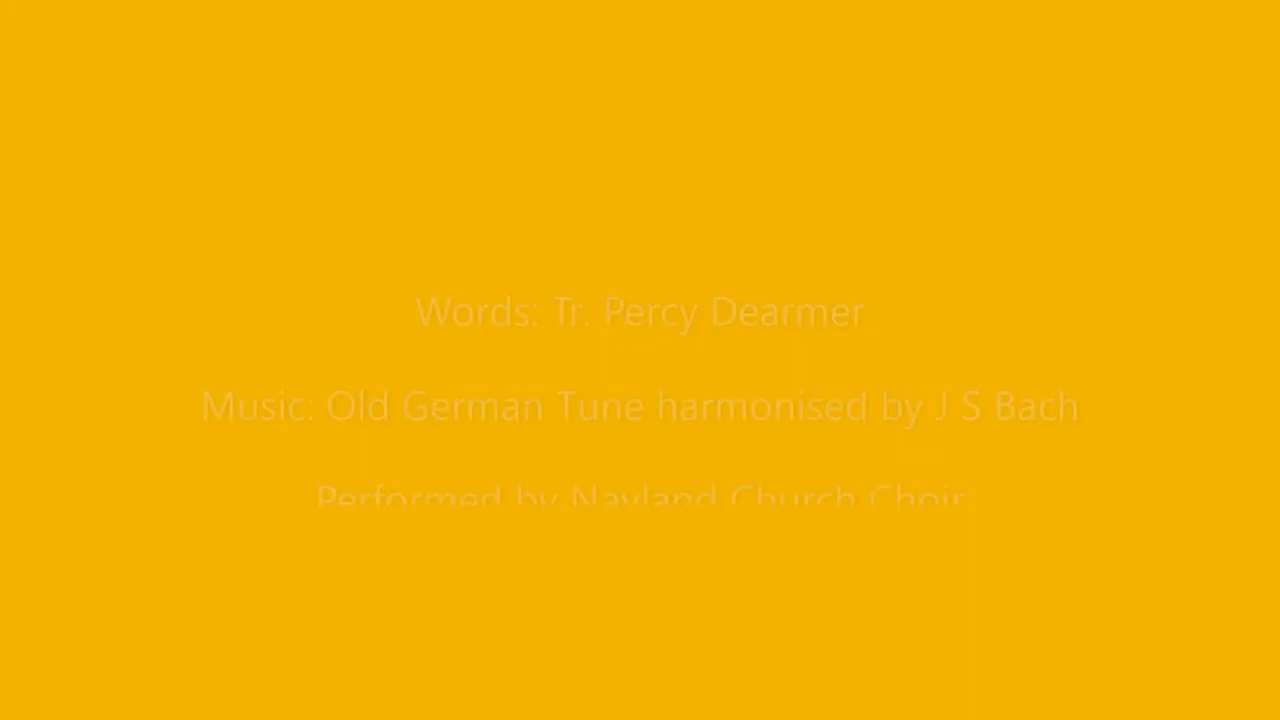 Words: Tr. Percy Dearmer
Music: Old German Tune harmonised by J S Bach
Performed by Nayland Church Choir